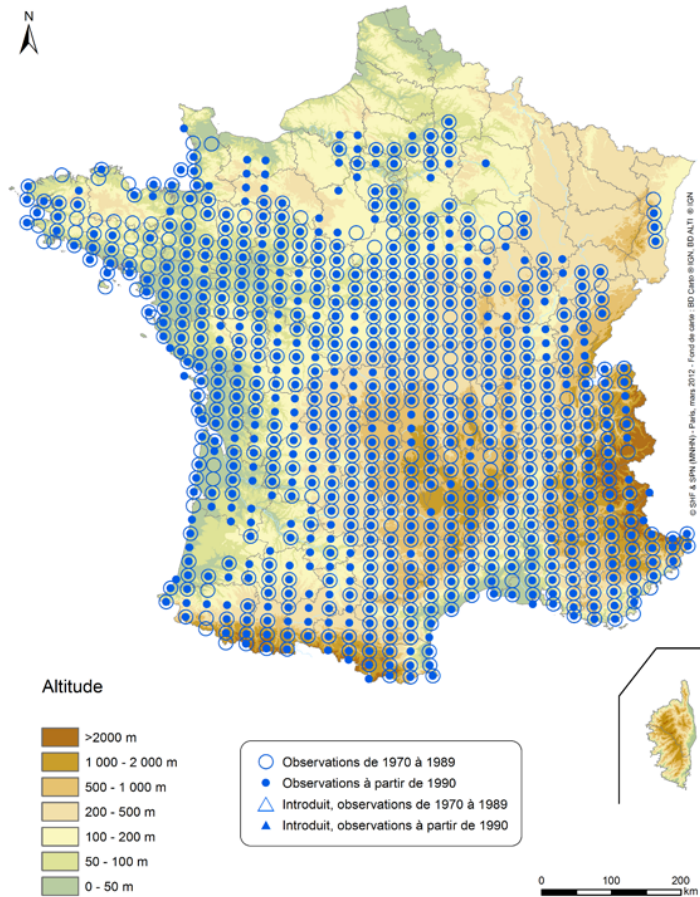 N
© SHF & SPN (MNHN) - Paris, mars 2012 - Fond de carte : BD Carto ® IGN, BD ALTI ® IGN
Altitude
>2000 m
1 000 - 2 000 m
500 - 1 000 m
200 - 500 m
100 - 200 m
50 - 100 m
0 - 50 m
Observations de 1970 à 1989
Observations à partir de 1990
Introduit, observations de 1970 à 1989
Introduit, observations à partir de 1990
0 100 200
km